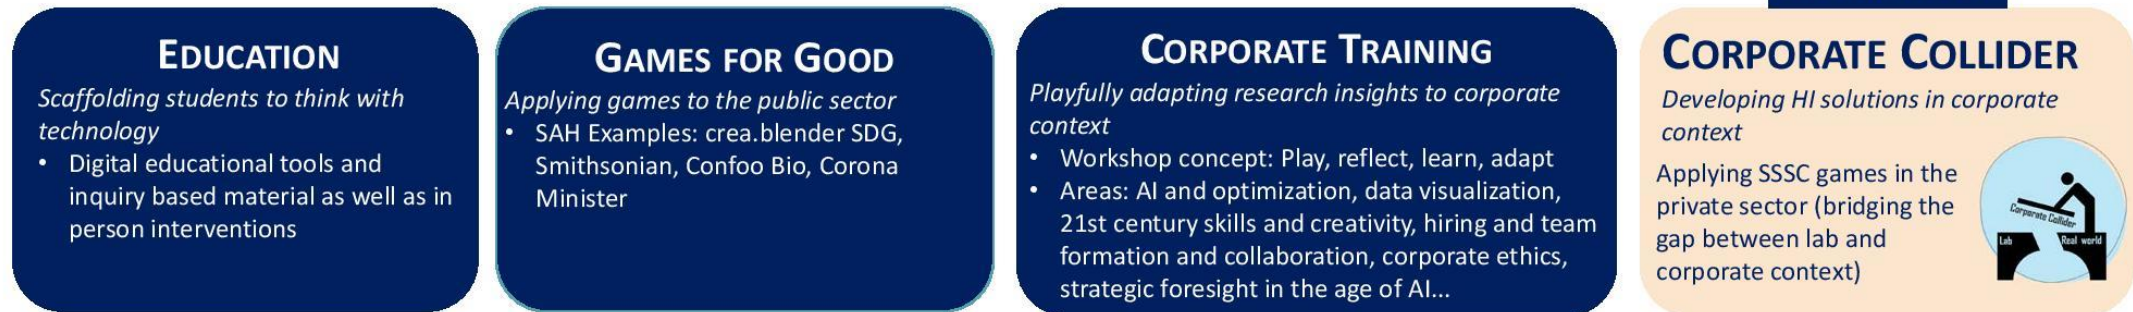 EDUCATION
Scaffolding students to think with
technology
• Digital educational tools and
inquiry based material as well as in
person interventions
GAMES FOR GOOD
Applying games to the public sector
• SAH Examples: crea.blender SDG,
Smithsonian, Confoo Bio, Corona
Minister
CORPORATE TRAINING
Playfully adapting research insights to corporate
context
• Workshop concept: Play, reflect, learn, adapt
• Areas: AI and optimization, data visualization,
21st century skills and creativity, hiring and team
formation and collaboration, corporate ethics,
strategic foresight in the age of AI...
CORPORATE COLLIDER
Developing HI solutions in corporate
context
Applying SSSC games in the
private sector (bridging the
gap between lab and
corporate context)
Corporate Collider
Lab
Real world